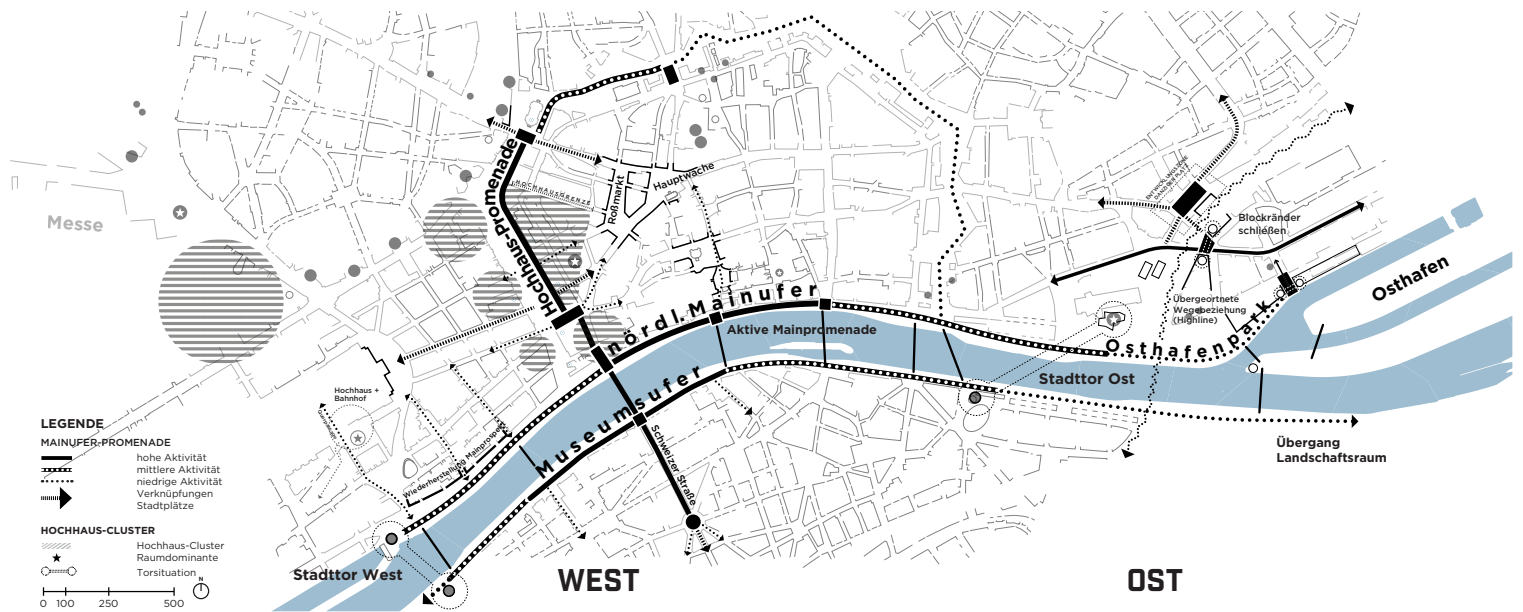 Messe
Hochhaus-Promenade
HOCHHAUSGRENZE
Roßmarkt
Hauptwache
nördl. Mainufer
Aktive Mainpromenade
Museumsufer
Schweizer Straße
Wiederherstellung Mainprospekt
Hochhaus +
Bahnhof
Stadttor West
WEST
Blockränder
schließen
Übergeortnete
Wegebeziehung
(Highline)
Osthafenpark
Osthafen
Stadttor Ost
Übergang
Landschaftsraum
OST
LEGENDE
MAINUFER-PROMENADE
hohe Aktivität
mittlere Aktivität
niedrige Aktivität
Verknüpfungen
Stadtplätze
HOCHHAUS-CLUSTER
Hochhaus-Cluster
Raumdominante
Torsituation
N
0 100 250 500